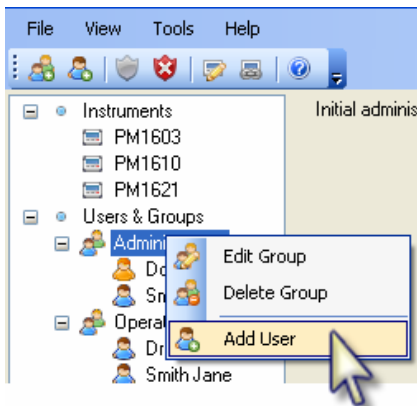 File View Tools Help
Instruments
PM1603
PM1610
PM1621
Users & Groups
Smith Jane
Initial
Edit Group
Delete Group
Add User